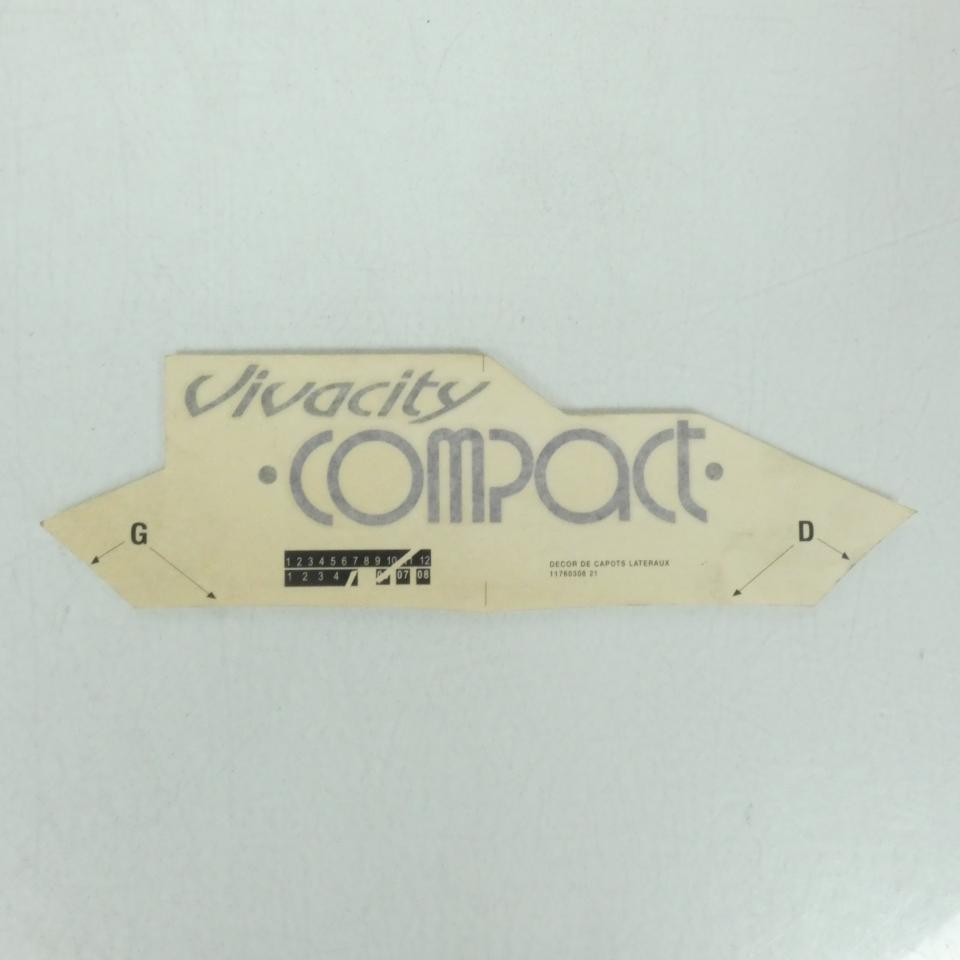 Vivacity
•COMPACT•
G
D
1 2 3 4 5 6 7 8 9 10 11 12
1 2 3 4 07 08
DECOR DE CAPOTS LATERAUX
11760308 21